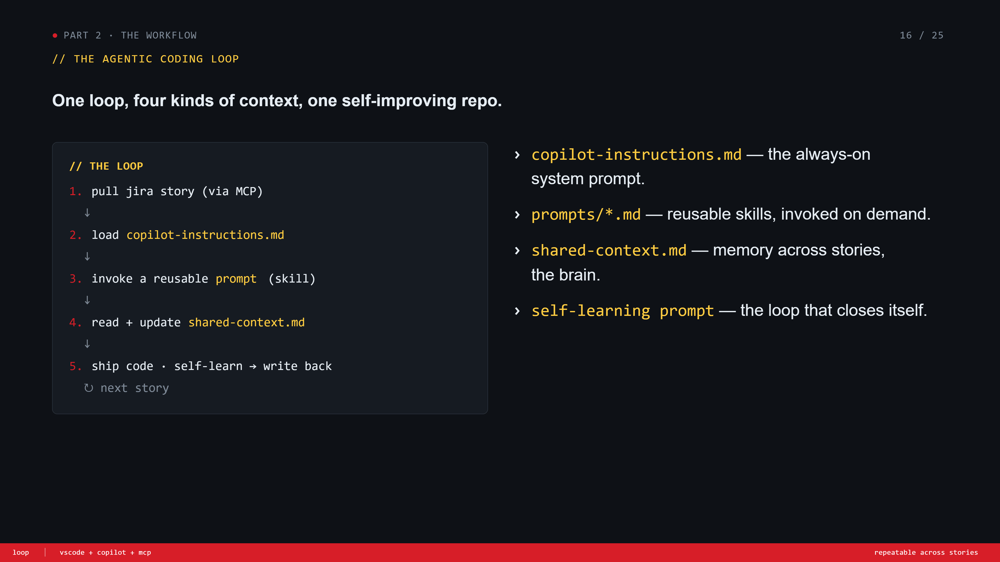 ● PART 2 · THE WORKFLOW
16 / 25
// THE AGENTIC CODING LOOP
One loop, four kinds of context, one self-improving repo.
// THE LOOP
1. pull jira story (via MCP)
↓
2. load copilot-instructions.md
↓
3. invoke a reusable prompt (skill)
↓
4. read + update shared-context.md
↓
5. ship code · self-learn → write back
↻ next story
› copilot-instructions.md — the always-on
system prompt.
› prompts/*.md — reusable skills, invoked on demand.
› shared-context.md — memory across stories,
the brain.
› self-learning prompt — the loop that closes itself.
loop | vscode + copilot + mcp
repeatable across stories